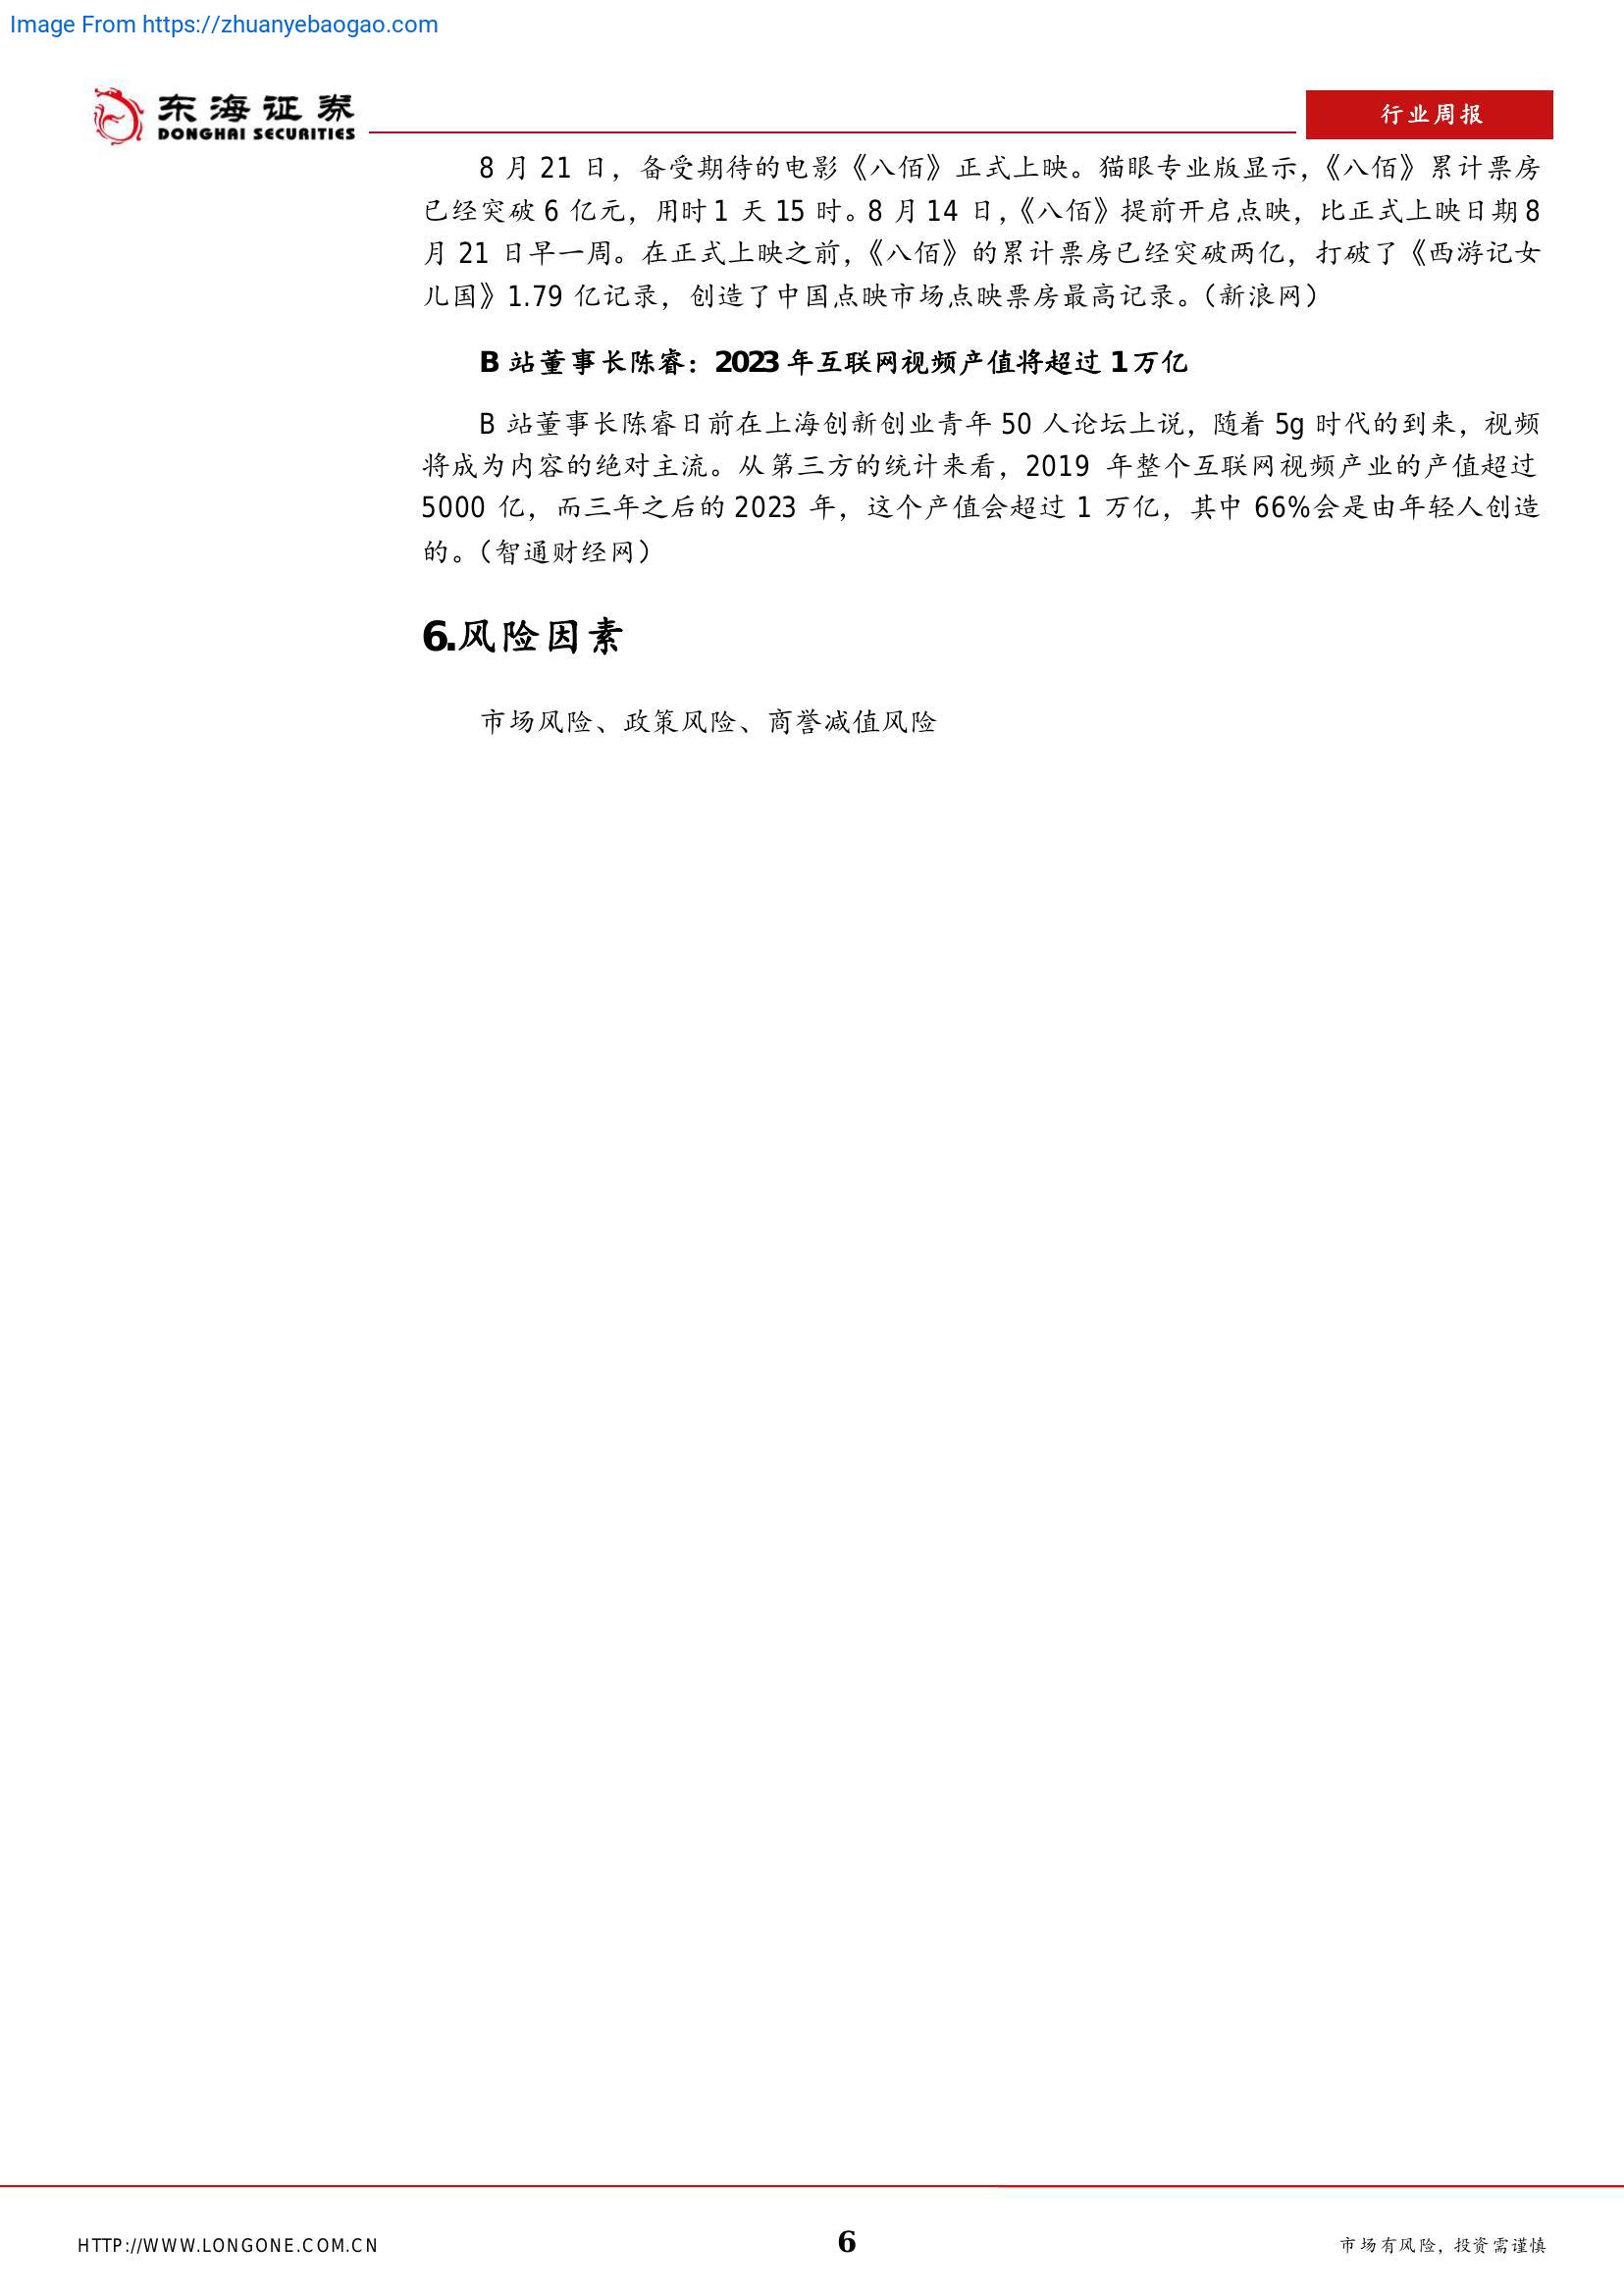 Image From https://zhuanyebaogao.com
东海证券
DONGHAI SECURITIES
行业周报
8 月 21 日，备受期待的电影《八佰》正式上映。猫眼专业版显示，《八佰》累计票房
已经突破 6 亿元，用时 1 天 15 时。8 月 14 日，《八佰》提前开启点映，比正式上映日期 8
月 21 日早一周。在正式上映之前，《八佰》的累计票房已经突破两亿，打破了《西游记女
儿国》1.79 亿记录，创造了中国点映市场点映票房最高记录。（新浪网）
B 站董事长陈睿：2023 年互联网视频产值将超过 1 万亿
B 站董事长陈睿日前在上海创新创业青年 50 人论坛上说，随着 5g 时代的到来，视频
将成为内容的绝对主流。从第三方的统计来看，2019 年整个互联网视频产业的产值超过
5000 亿，而三年之后的 2023 年，这个产值会超过 1 万亿，其中 66%会是由年轻人创造
的。（智通财经网）
6.风险因素
市场风险、政策风险、商誉减值风险
HTTP://WWW.LONGONE.COM.CN
6
市场有风险，投资需谨慎